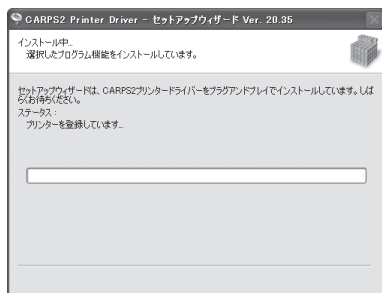 CARPS2 Printer Driver - セットアップウィザード Ver. 20.35
インストール中...
選択したプログラム機能をインストールしています。
セットアップウィザードは、CARPS2プリンタードライバーをプラグアンドプレイでインストールしています。しば
らくお待ちください。
ステータス:
プリンターを登録しています...